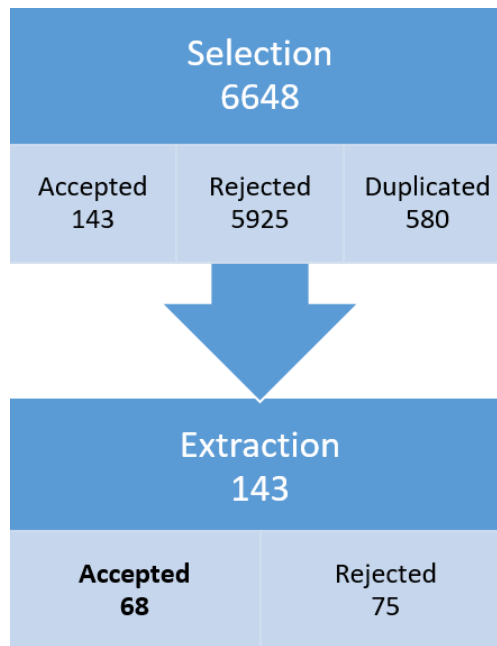 Selection
6648
Accepted
143
Rejected
5925
Duplicated
580
Extraction
143
Accepted
68
Rejected
75